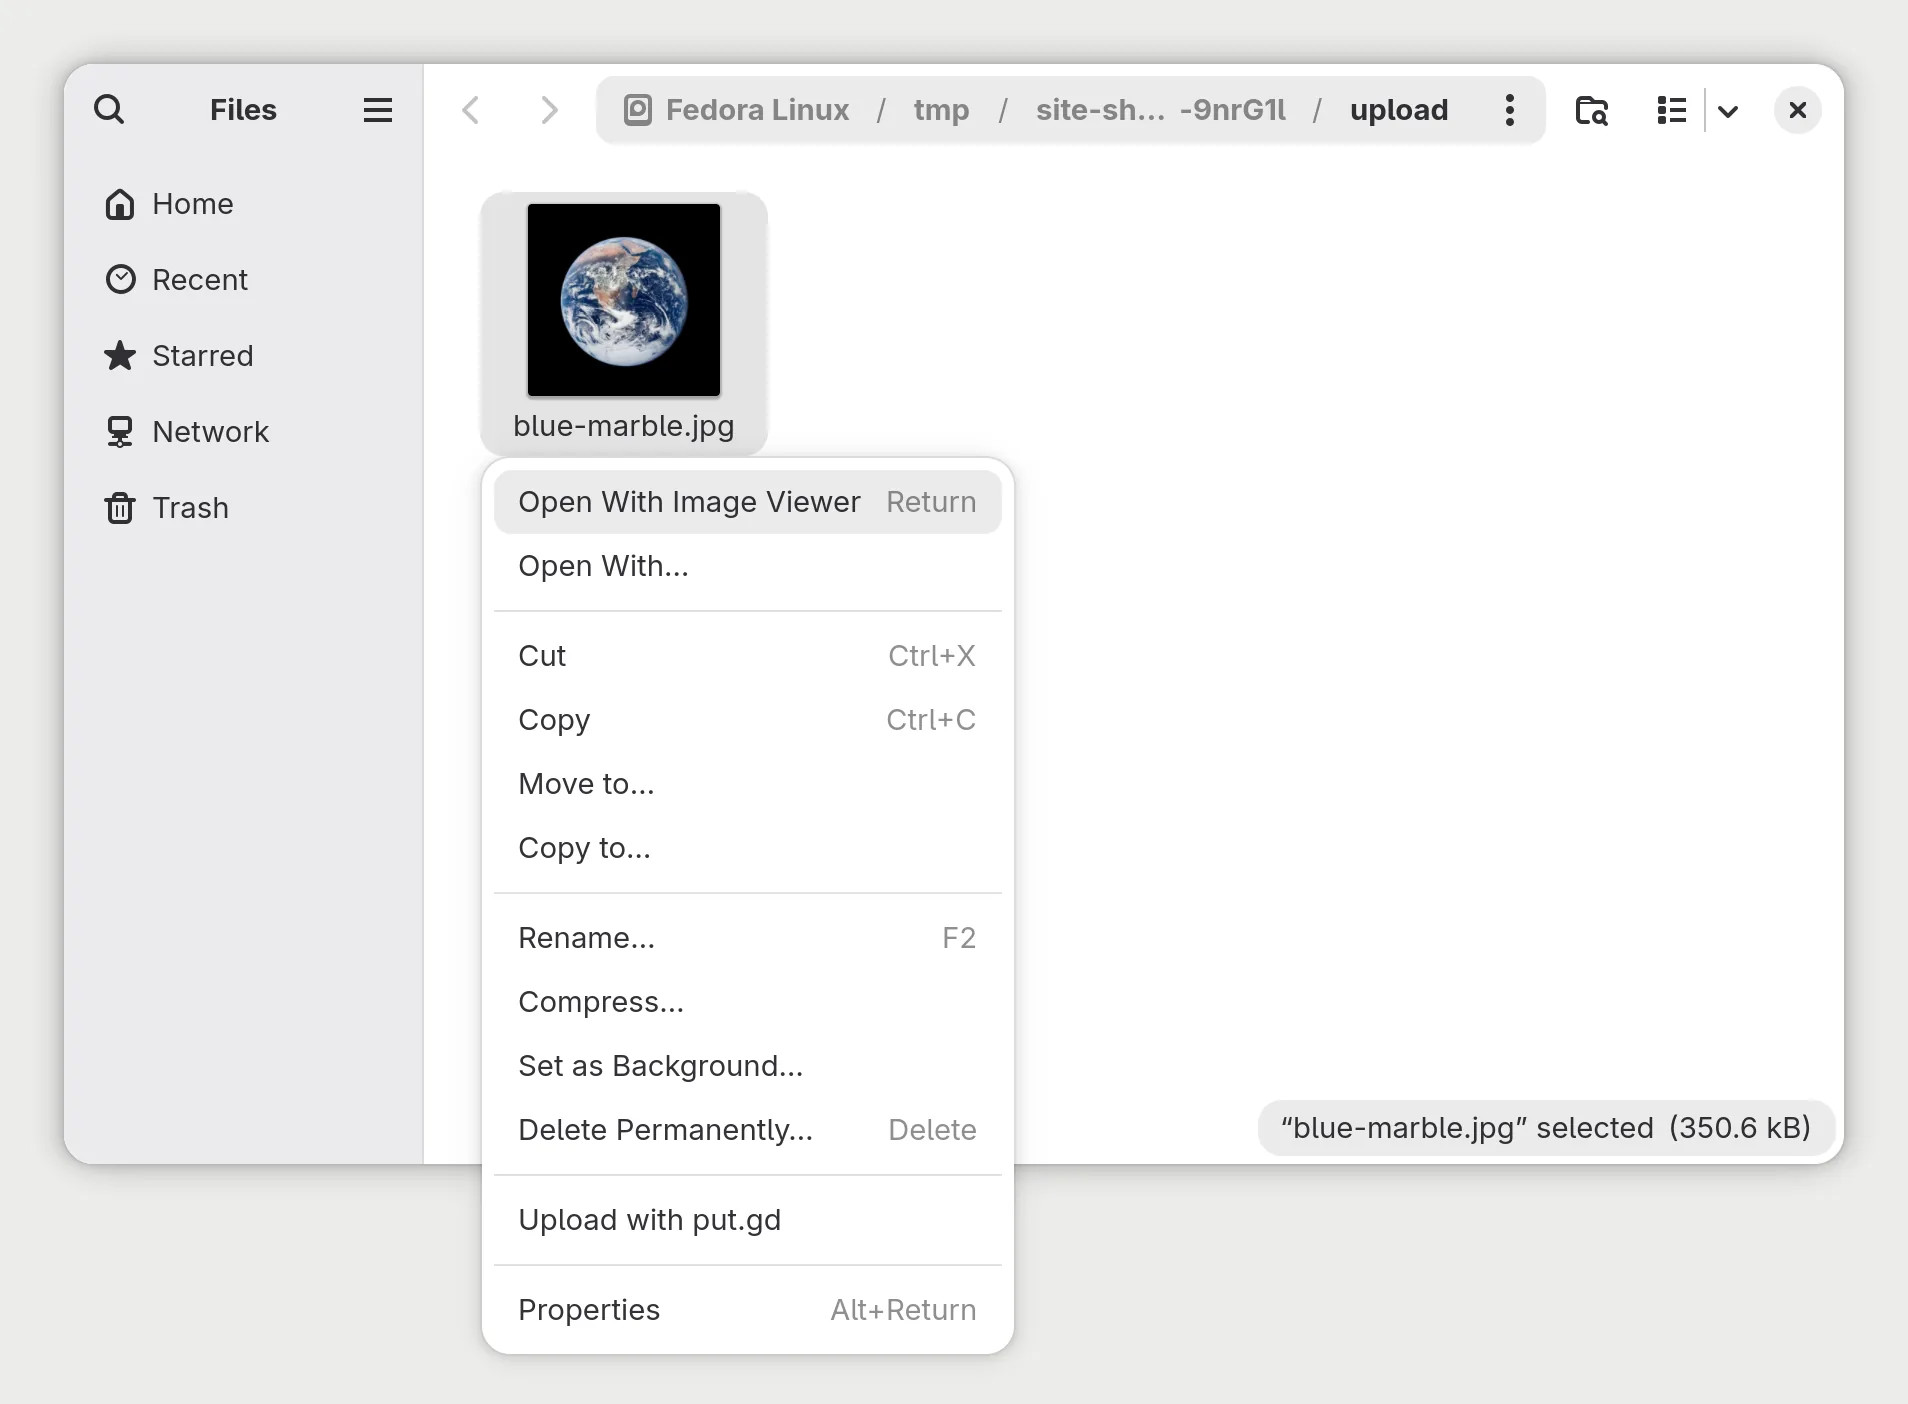 Files
Fedora Linux / tmp / site-sh... -9nrG1l / upload
Home
Recent
Starred
Network
Trash
blue-marble.jpg
Open With Image Viewer Return
Open With...
Cut Ctrl+X
Copy Ctrl+C
Move to...
Copy to...
Rename... F2
Compress...
Set as Background...
Delete Permanently... Delete
Upload with put.gd
Properties Alt+Return
“blue-marble.jpg” selected (350.6 kB)